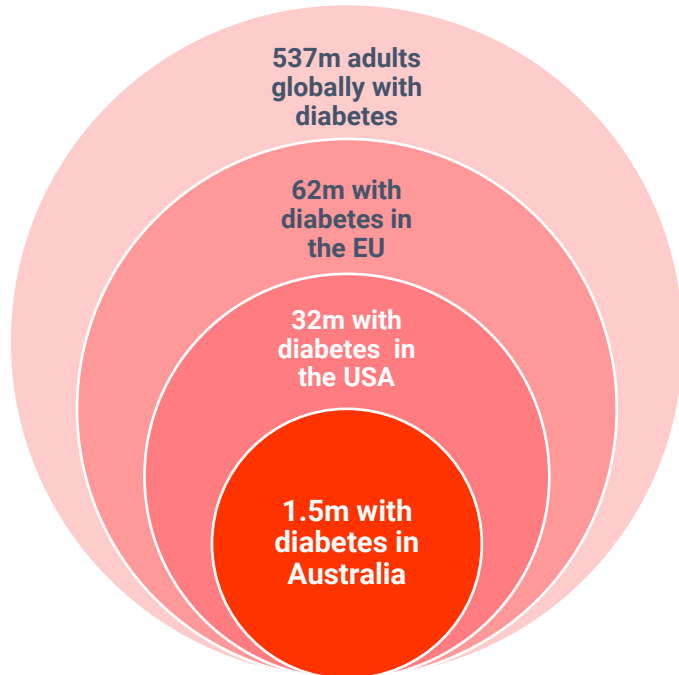 537m adults
globally with
diabetes
62m with
diabetes in
the EU
32m with
diabetes in
the USA
1.5m with
diabetes in
Australia